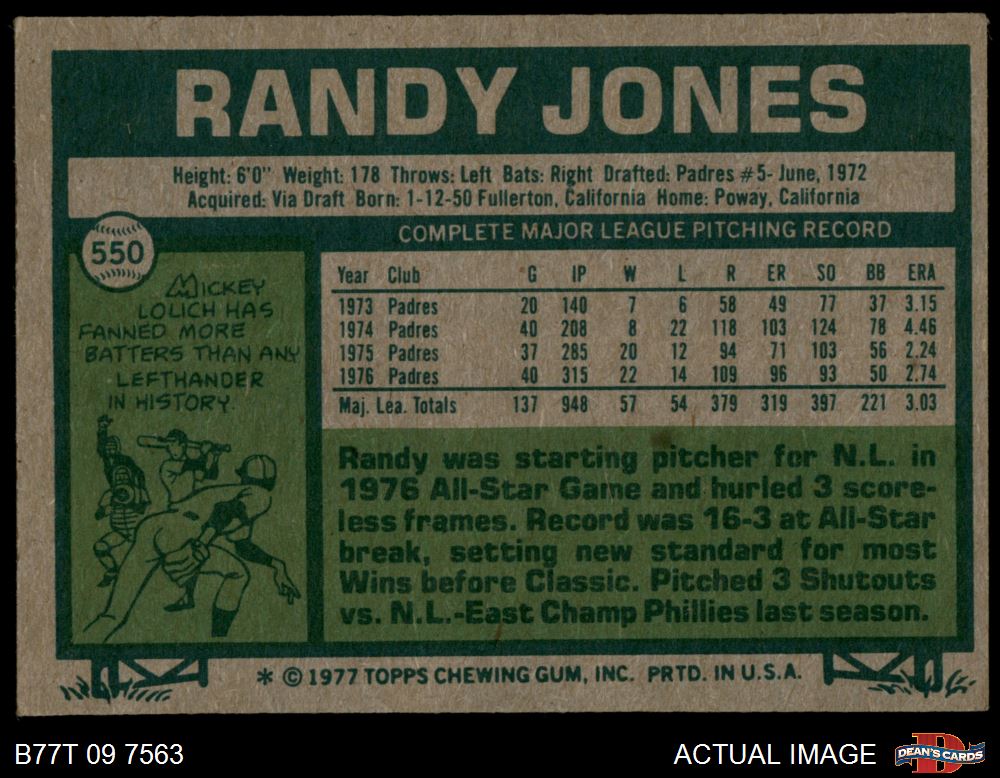 RANDY JONES
Height: 6'0" Weight: 178 Throws: Left Bats: Right Drafted: Padres #5- June, 1972
Acquired: Via Draft Born: 1-12-50 Fullerton, California Home: Poway, California
550
MICKEY
LOLICH HAS
FANNED MORE
BATTERS THAN ANY
LEFTHANDER
IN HISTORY.
COMPLETE MAJOR LEAGUE PITCHING RECORD
Year Club G IP W L R ER SO BB ERA
1973 Padres 20 140 7 6 58 49 77 37 3.15
1974 Padres 40 208 8 22 118 103 124 78 4.46
1975 Padres 37 285 20 12 94 71 103 56 2.24
1976 Padres 40 315 22 14 109 96 93 50 2.74
Maj. Lea. Totals 137 948 57 54 379 319 397 221 3.03
Randy was starting pitcher for N.L. in
1976 All-Star Game and hurled 3 score-
less frames. Record was 16-3 at All-Star
break, setting new standard for most
Wins before Classic. Pitched 3 Shutouts
vs. N.L.-East Champ Phillies last season.
* © 1977 TOPPS CHEWING GUM, INC. PRTD. IN U.S.A.
B77T 09 7563
ACTUAL IMAGE
D
DEAN'S CARDS